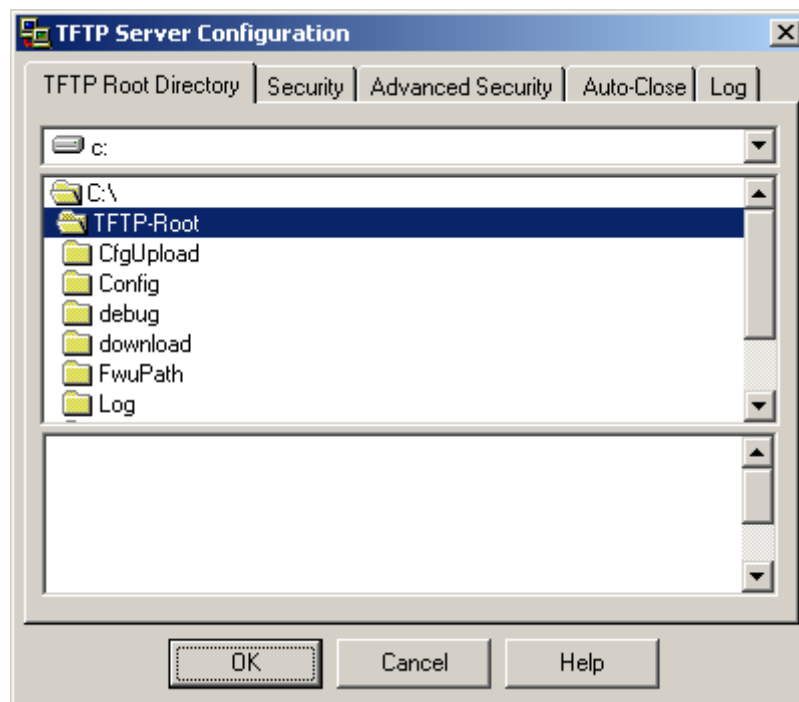 TFTP Server Configuration
TFTP Root Directory Security Advanced Security Auto-Close Log
c:
C:\
TFTP-Root
CfgUpload
Config
debug
download
FwuPath
Log
OK Cancel Help